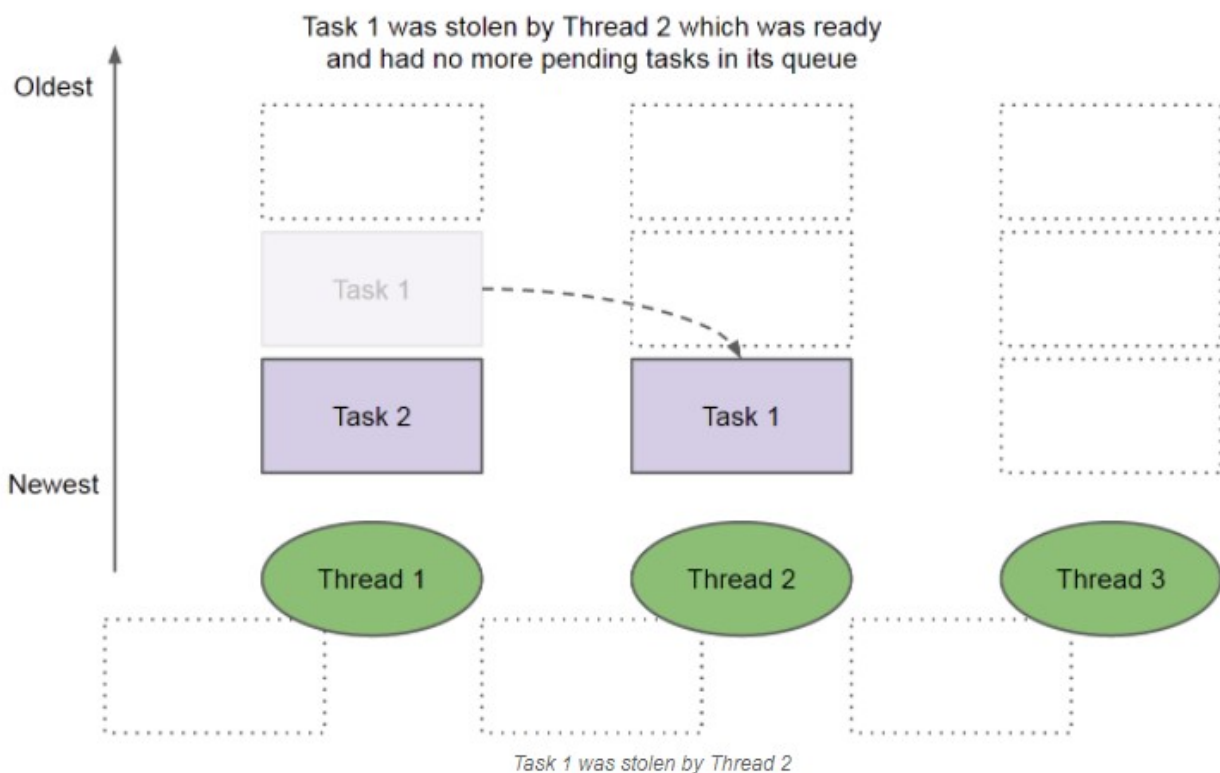 Task 1 was stolen by Thread 2 which was ready
and had no more pending tasks in its queue
Oldest
Task 1
Task 2
Task 1
Newest
Thread 1
Thread 2
Thread 3
Task 1 was stolen by Thread 2